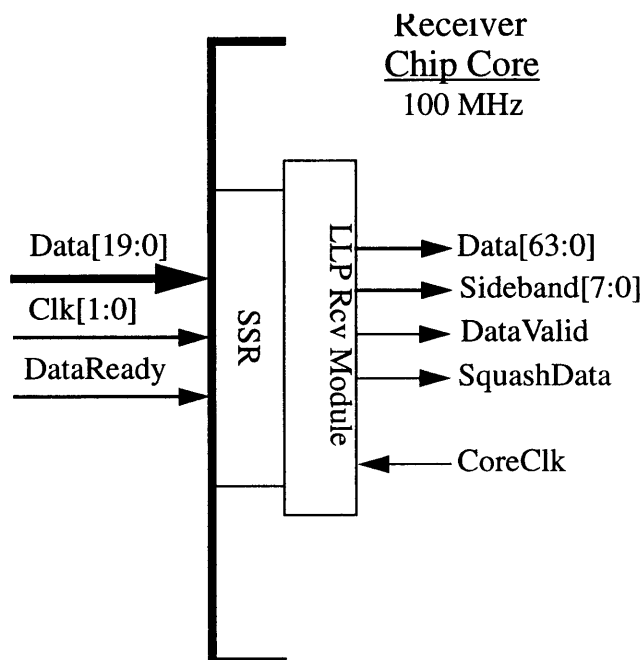 Receiver
Chip Core
100 MHz
Data[19:0]
Clk[1:0]
DataReady
SSR
LLP Rcv Module
Data[63:0]
Sideband[7:0]
DataValid
SquashData
CoreClk